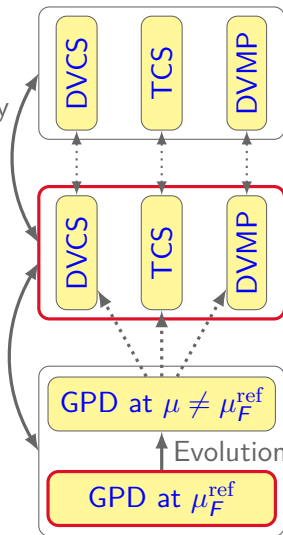 DVCS TCS DVMP
DVCS TCS DVMP
GPD at μ ≠ μ_F^ref
Evolution
GPD at μ_F^ref